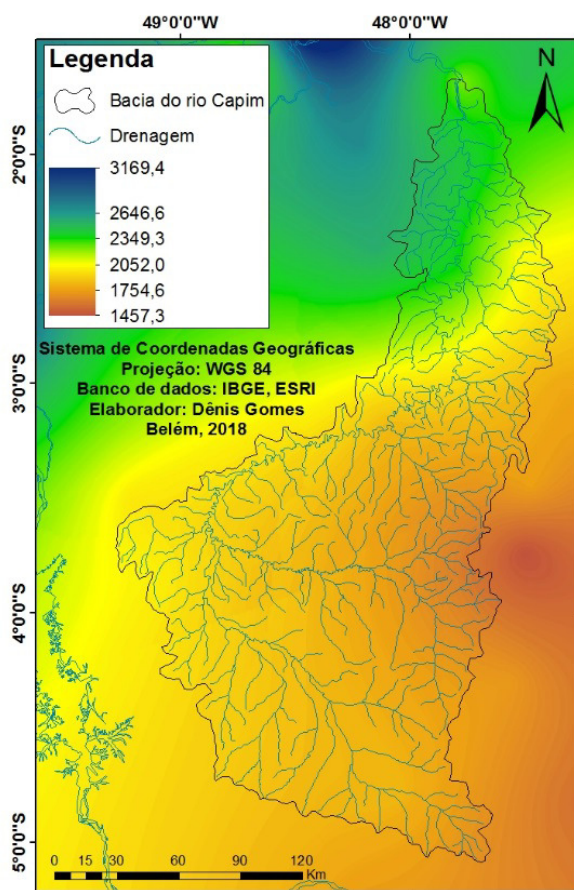 49°0'0"W 48°0'0"W
Legenda
Bacia do rio Capim
Drenagem
3169,4
2646,6
2349,3
2052,0
1754,6
1457,3
N
Sistema de Coordenadas Geográficas
Projeção: WGS 84
Banco de dados: IBGE, ESRI
Elaborador: Dênis Gomes
Belém, 2018
2°0'0"S
3°0'0"S
4°0'0"S
5°0'0"S
0 15 30 60 90 120
Km